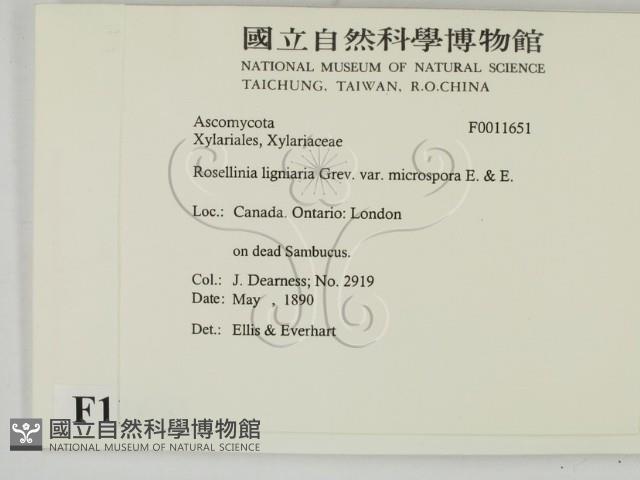 國立自然科學博物館
NATIONAL MUSEUM OF NATURAL SCIENCE
TAICHUNG, TAIWAN, R.O.CHINA
Ascomycota F0011651
Xylariales, Xylariaceae
Rosellinia ligniaria Grev. var. microspora E. & E.
Loc.: Canada. Ontario: London
on dead Sambucus.
Col.: J. Dearness; No. 2919
Date: May , 1890
Det.: Ellis & Everhart
F1
國立自然科學博物館
NATIONAL MUSEUM OF NATURAL SCIENCE